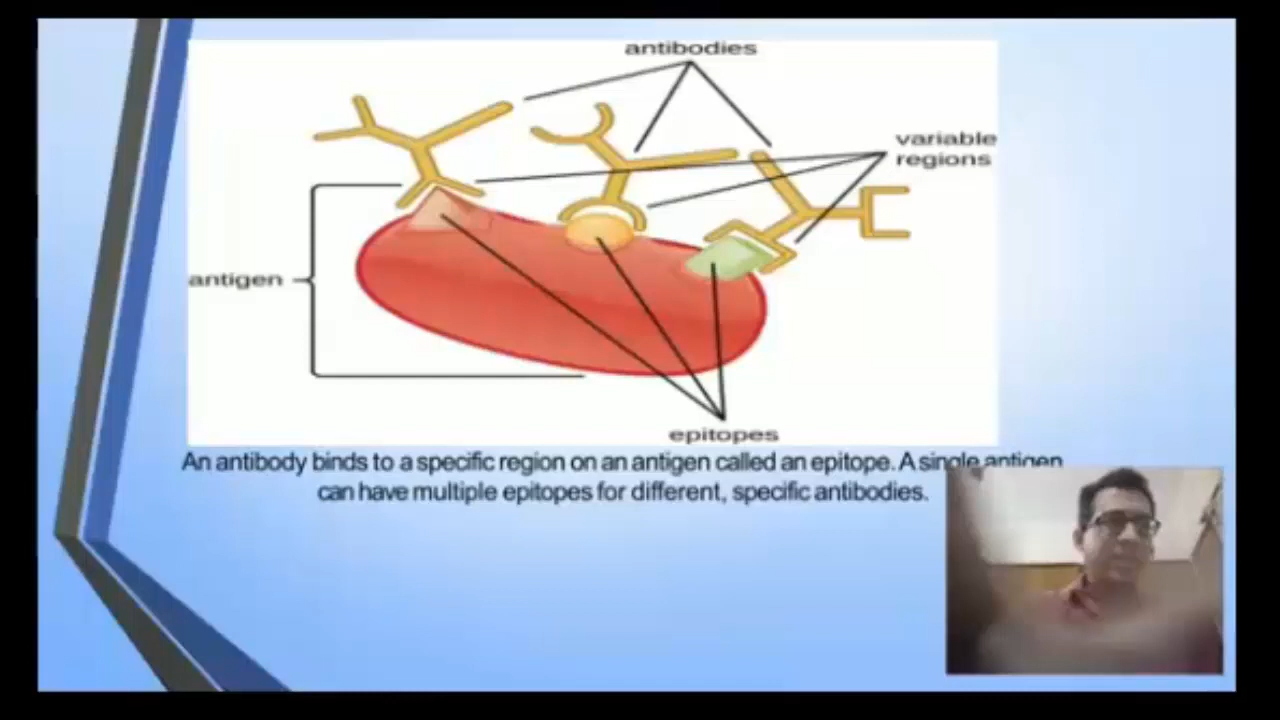 antibodies
variable
regions
antigen
epitopes
An antibody binds to a specific region on an antigen called an epitope. A single antigen
can have multiple epitopes for different, specific antibodies.